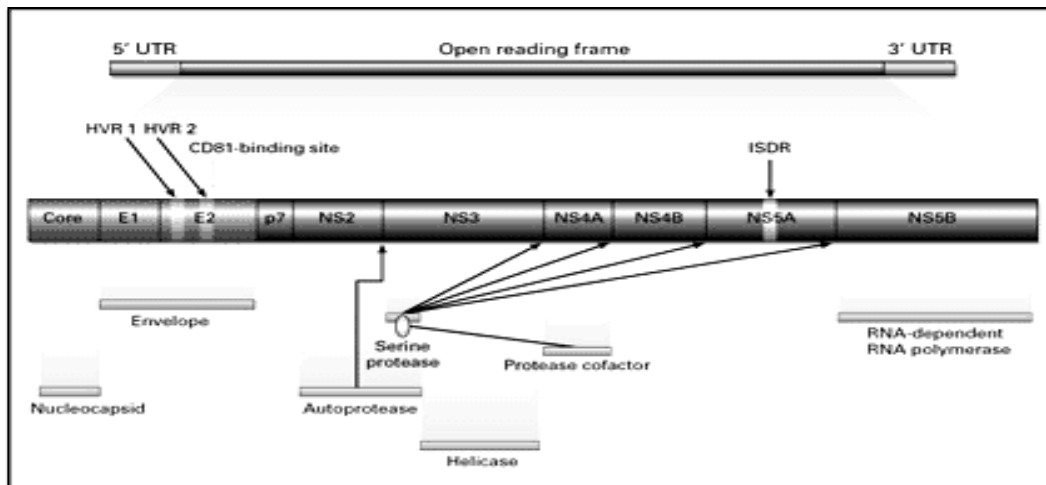 5′ UTR Open reading frame 3′ UTR
HVR 1 HVR 2
CD81-binding site
ISDR
Core E1 E2 p7 NS2 NS3 NS4A NS4B NS5A NS5B
Envelope
Serine
protease
Protease cofactor
RNA-dependent
RNA polymerase
Nucleocapsid
Autoprotease
Helicase